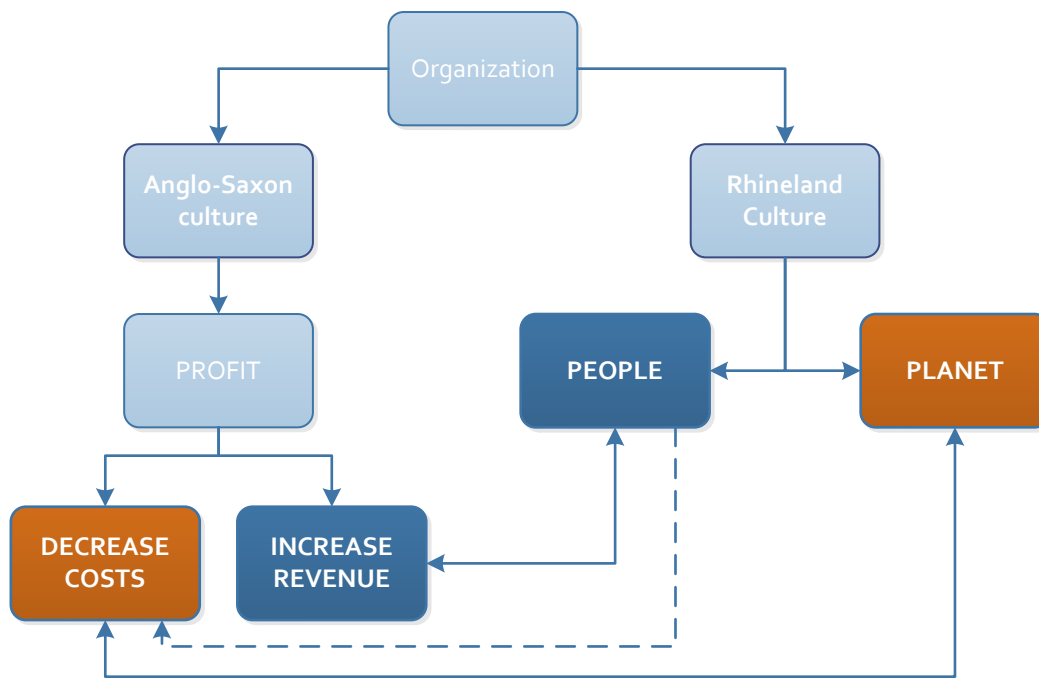 Organization
Anglo-Saxon
culture
Rhineland
Culture
PROFIT
PEOPLE
PLANET
DECREASE
COSTS
INCREASE
REVENUE